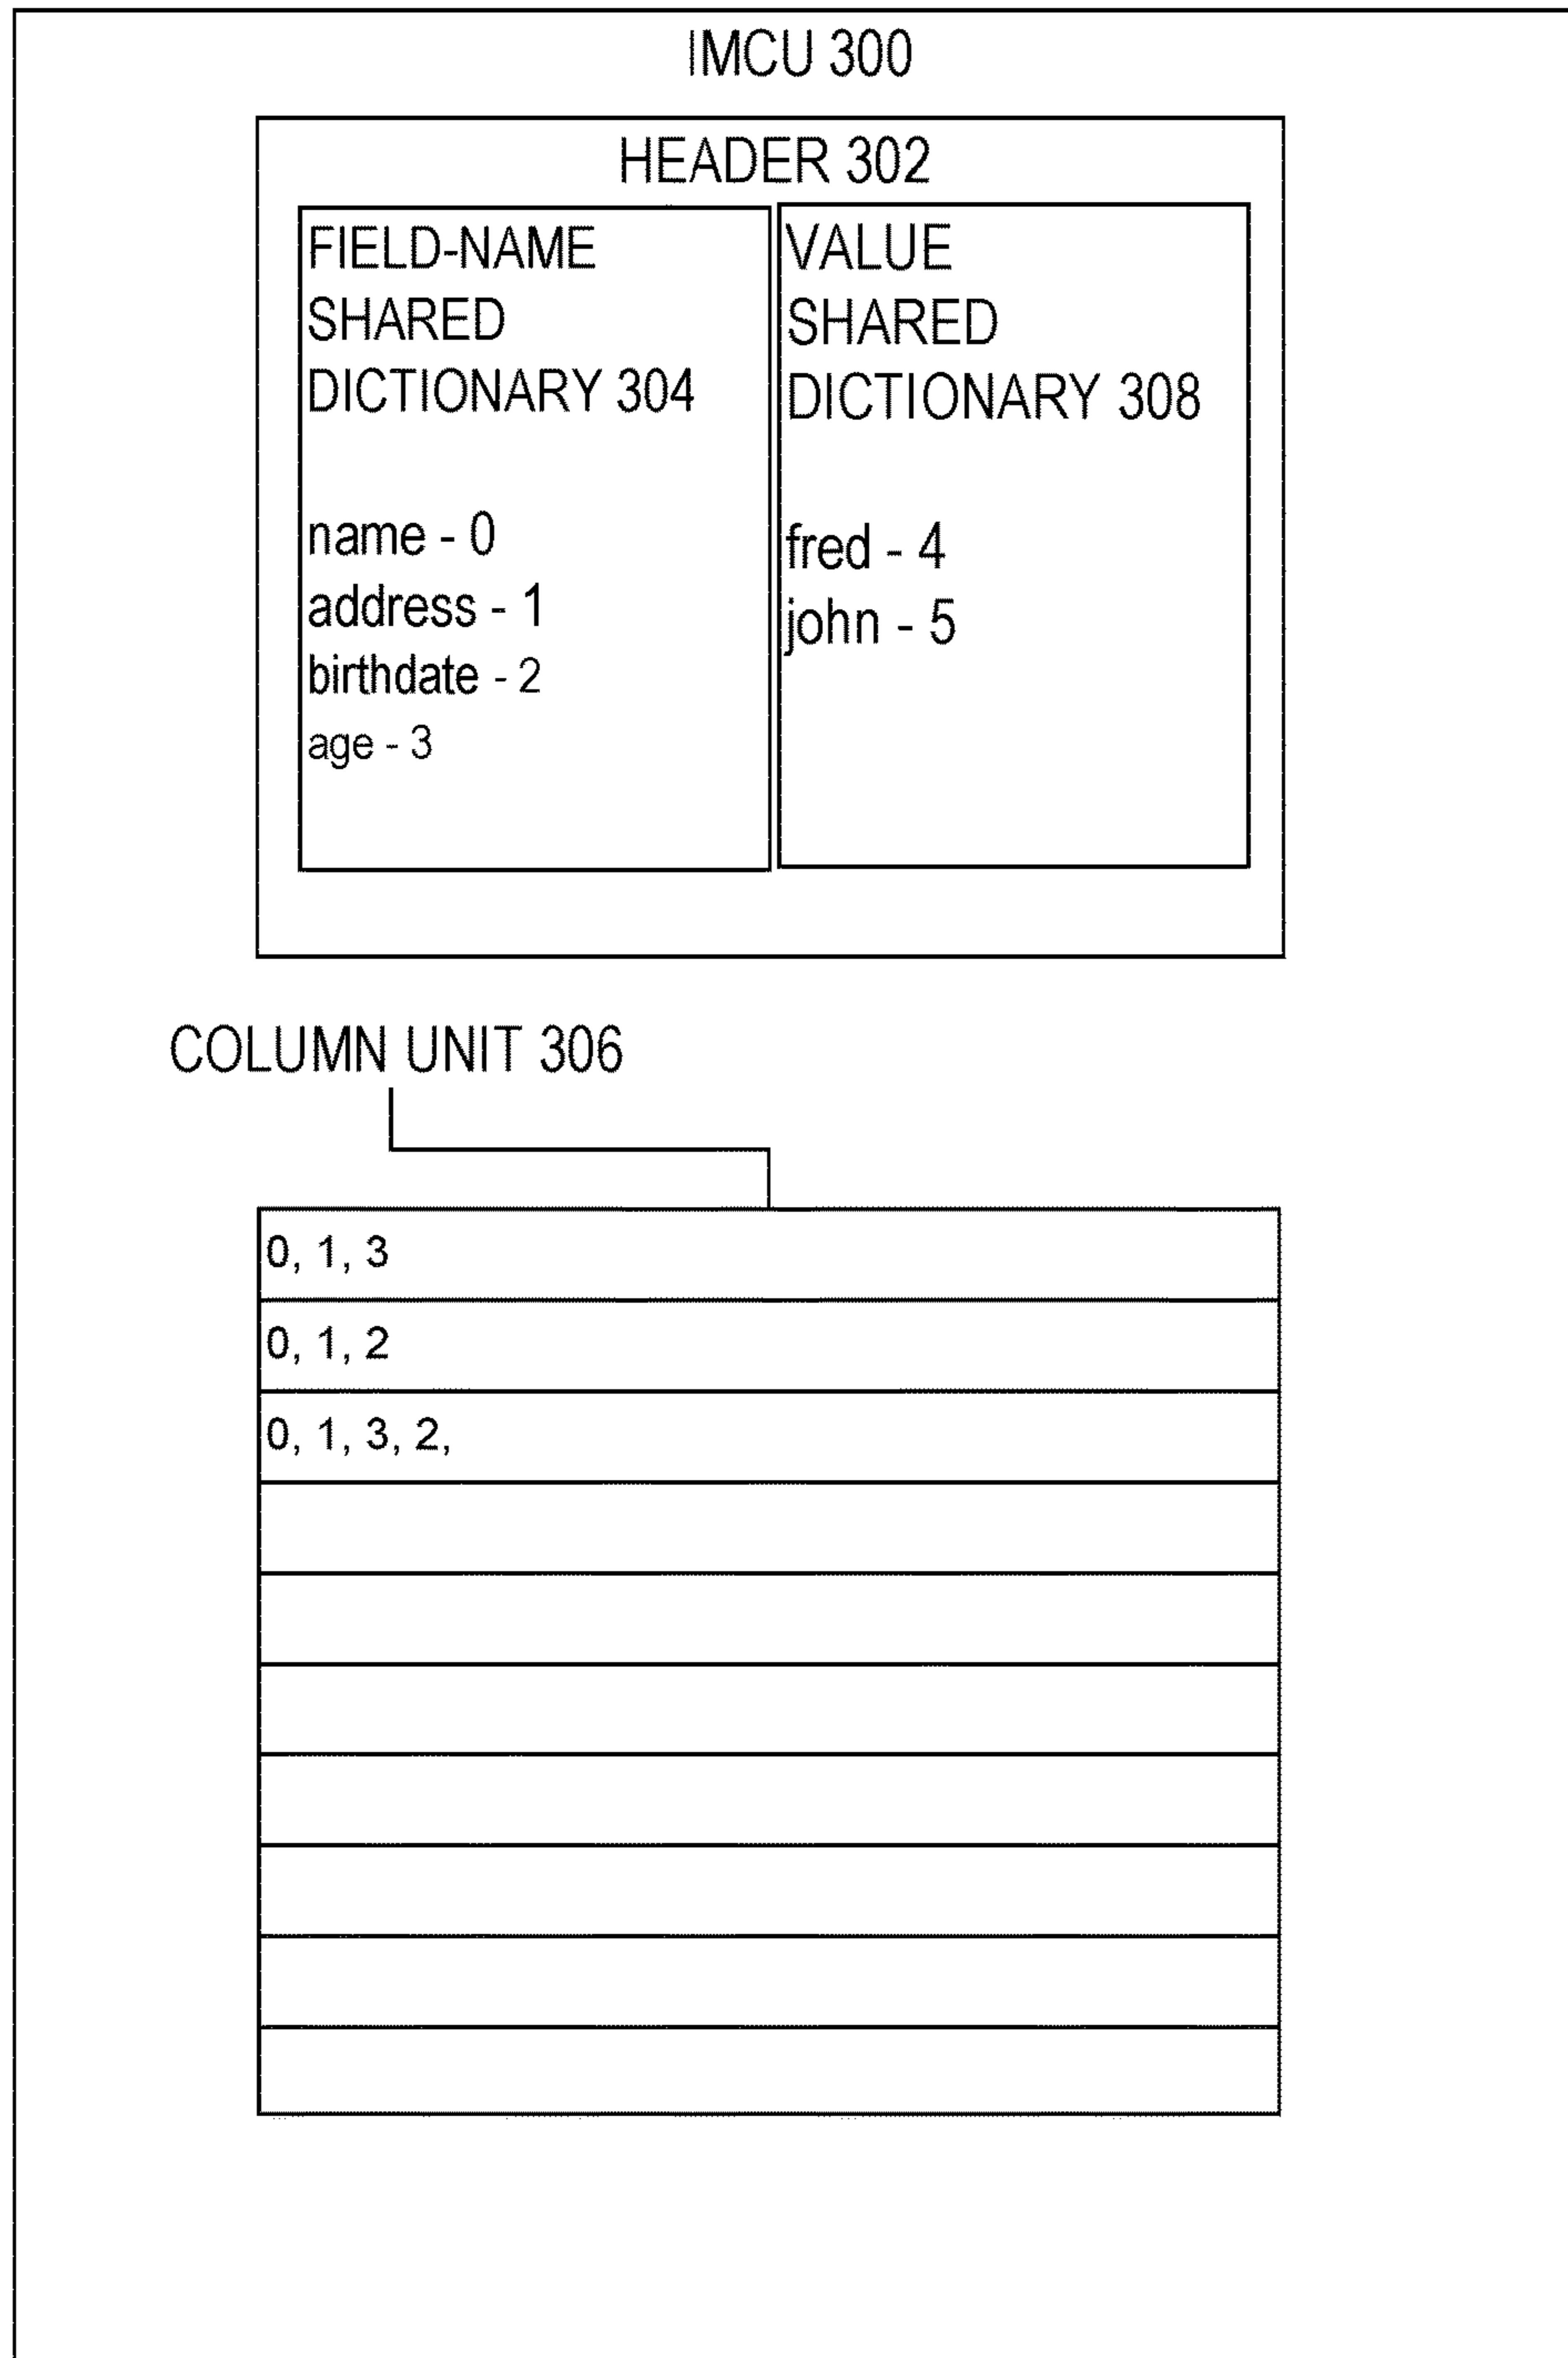 IMCU 300
HEADER 302
FIELD-NAME
SHARED
DICTIONARY 304
name - 0
address - 1
birthdate - 2
age - 3
VALUE
SHARED
DICTIONARY 308
fred - 4
john - 5
COLUMN UNIT 306
0, 1, 3
0, 1, 2
0, 1, 3, 2,